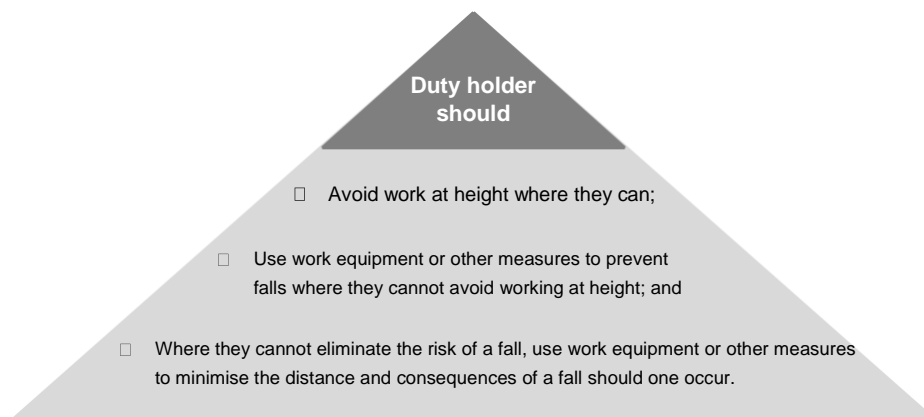 Duty holder
should
□ Avoid work at height where they can;
□ Use work equipment or other measures to prevent
falls where they cannot avoid working at height; and
□ Where they cannot eliminate the risk of a fall, use work equipment or other measures
to minimise the distance and consequences of a fall should one occur.